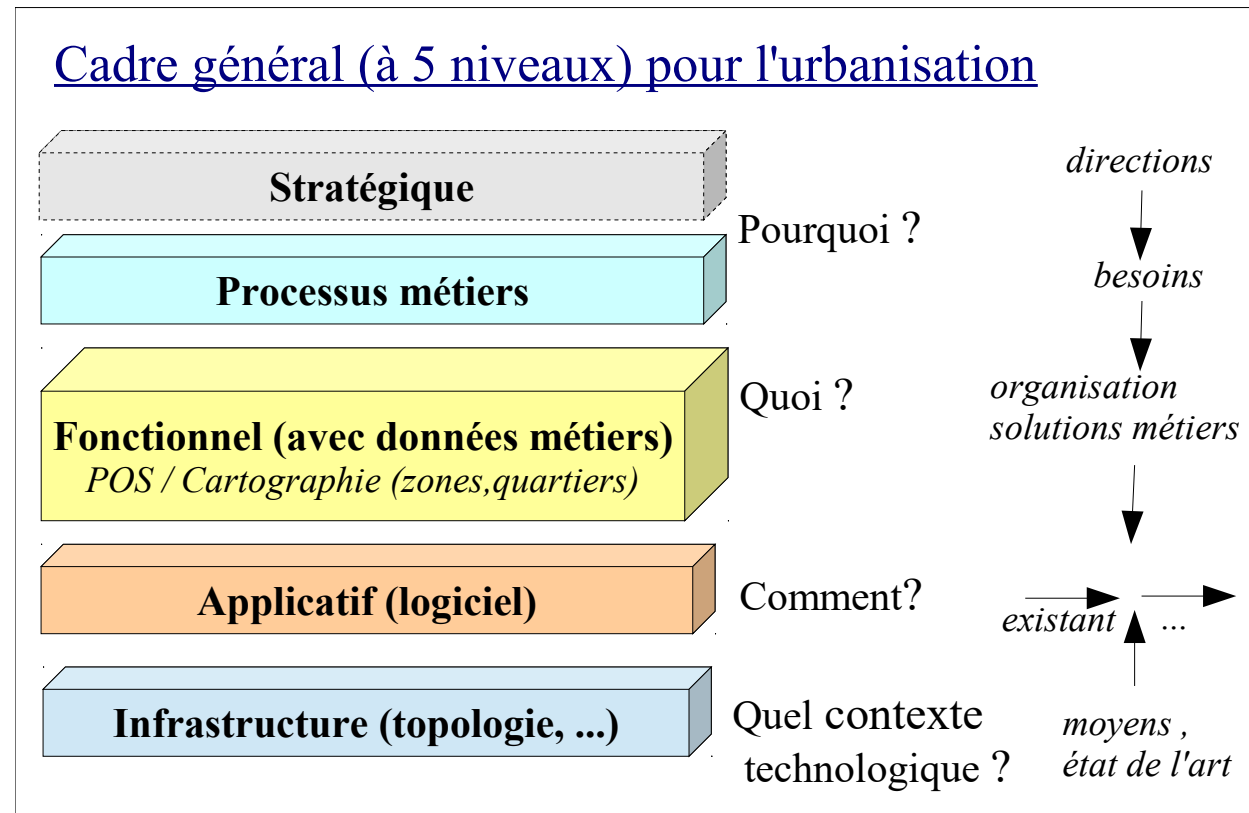 Cadre général (à 5 niveaux) pour l'urbanisation
Stratégique
Pourquoi ?
directions
Processus métiers
besoins
Fonctionnel (avec données métiers)
POS / Cartographie (zones,quartiers)
Quoi ?
organisation
solutions métiers
Applicatif (logiciel)
Comment?
existant
...
Infrastructure (topologie, ...)
Quel contexte
technologique ?
moyens ,
état de l'art